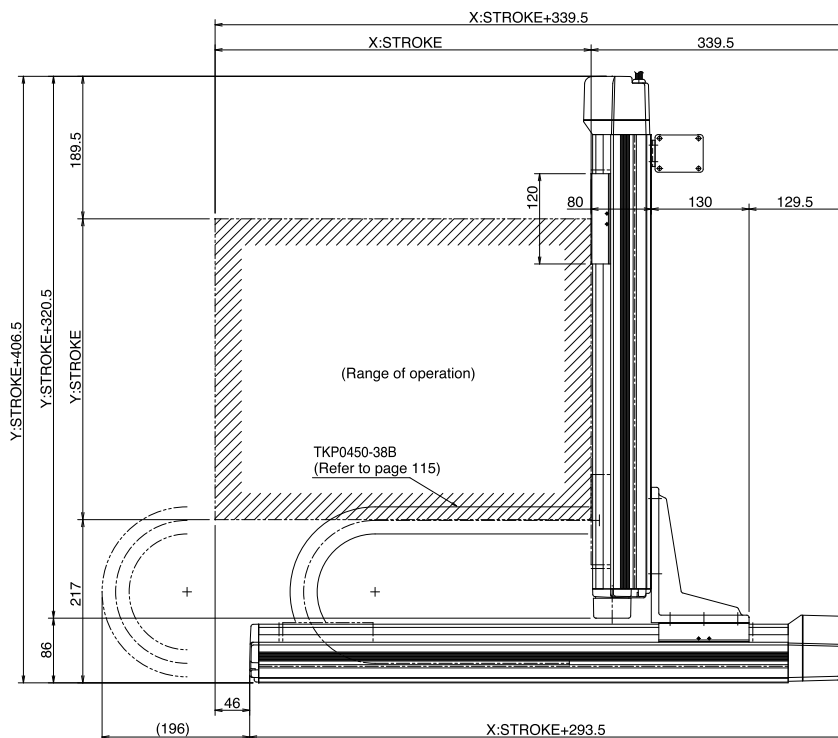 X:STROKE+339.5
X:STROKE
339.5
189.5
120
80
130
129.5
Y:STROKE+406.5
Y:STROKE+320.5
Y:STROKE
(Range of operation)
TKP0450-38B
(Refer to page 115)
217
86
46
(196)
X:STROKE+293.5